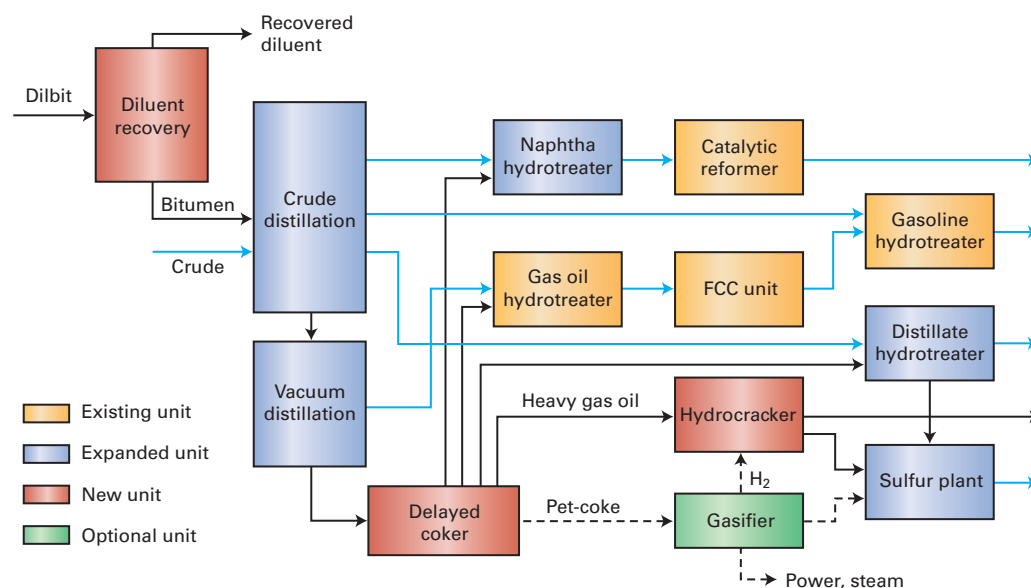 Recovered
diluent
Dilbit
Diluent
recovery
Bitumen
Crude
Crude
distillation
Naphtha
hydrotreater
Catalytic
reformer
Gasoline
hydrotreater
Gas oil
hydrotreater
FCC unit
Distillate
hydrotreater
Vacuum
distillation
Heavy gas oil
Hydrocracker
H2
Sulfur plant
Delayed
coker
Pet-coke
Gasifier
Power, steam
Existing unit
Expanded unit
New unit
Optional unit